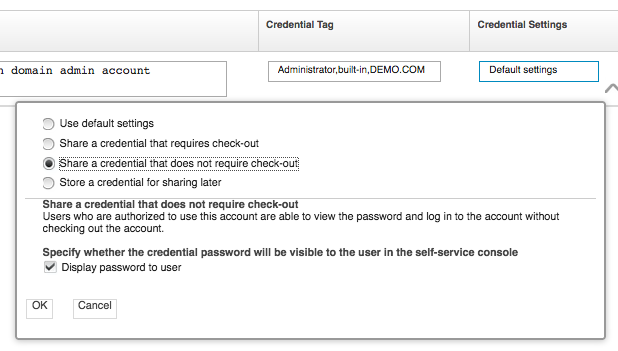 Credential Tag Credential Settings
domain admin account Administrator,built-in,DEMO.COM Default settings
Use default settings
Share a credential that requires check-out
Share a credential that does not require check-out
Store a credential for sharing later
Share a credential that does not require check-out
Users who are authorized to use this account are able to view the password and log in to the account without
checking out the account.
Specify whether the credential password will be visible to the user in the self-service console
Display password to user
OK Cancel